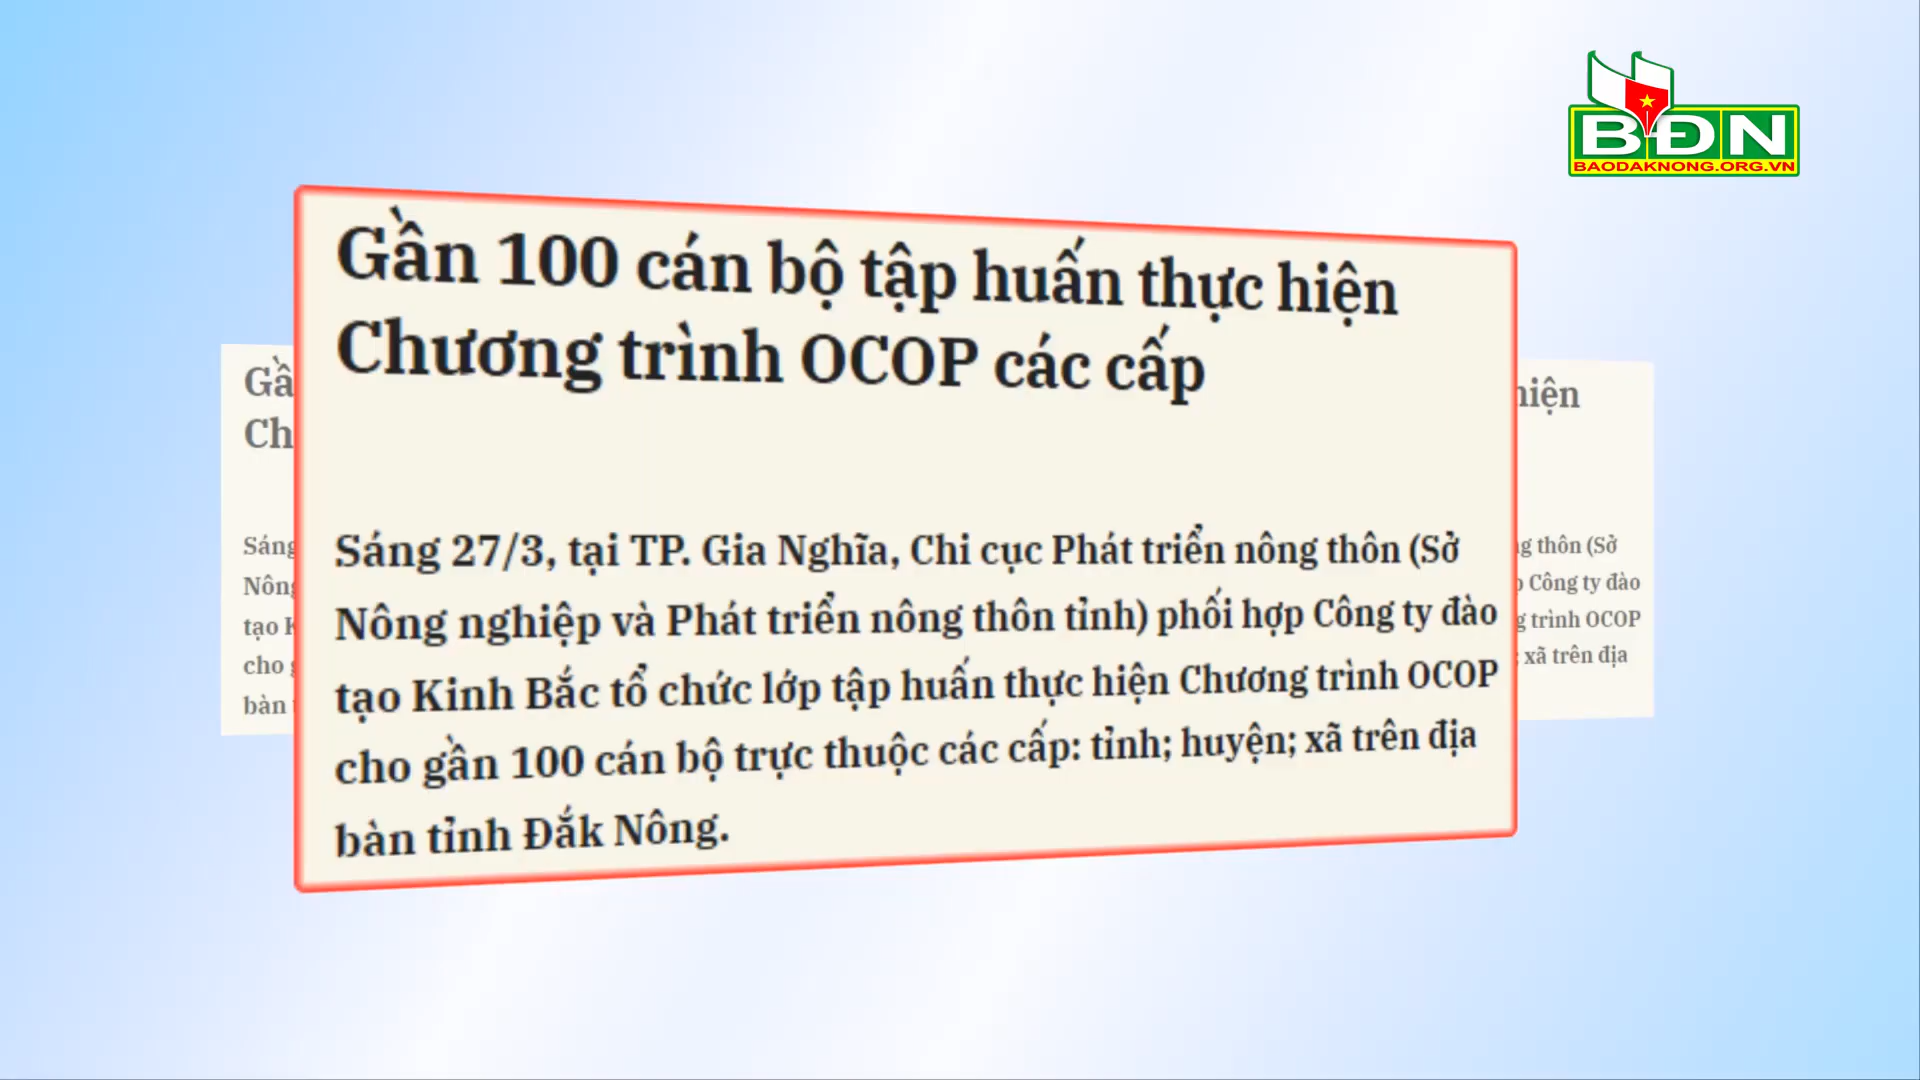 BĐN
BAODAKNONG.ORG.VN
Gần 100 cán bộ tập huấn thực hiện
Chương trình OCOP các cấp
Sáng 27/3, tại TP. Gia Nghĩa, Chi cục Phát triển nông thôn (Sở
Nông nghiệp và Phát triển nông thôn tỉnh) phối hợp Công ty đào
tạo Kinh Bắc tổ chức lớp tập huấn thực hiện Chương trình OCOP
cho gần 100 cán bộ trực thuộc các cấp: tỉnh; huyện; xã trên địa
bàn tỉnh Đắk Nông.